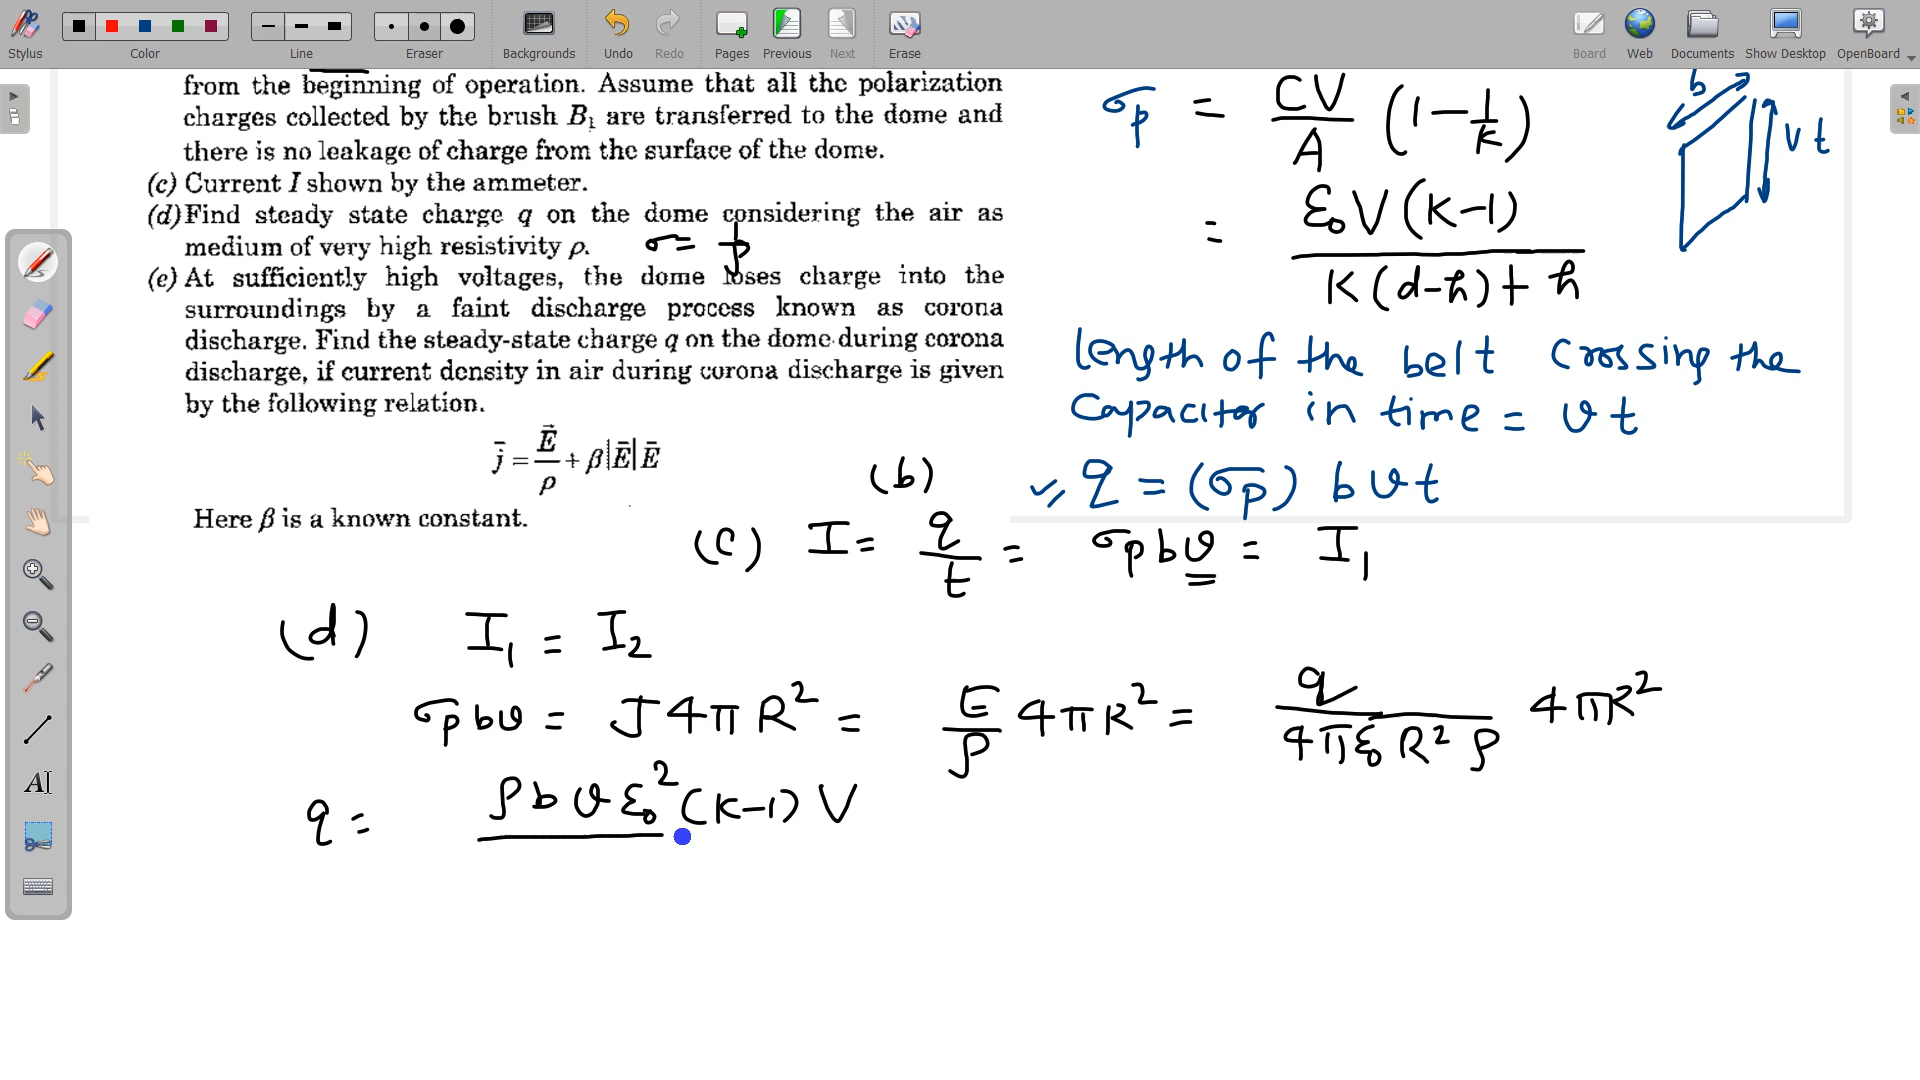 Stylus Color Line Eraser Backgrounds Undo Redo Pages Previous Next Erase Board Web Documents Show Desktop OpenBoard
from the beginning of operation. Assume that all the polarization
charges collected by the brush B₁ are transferred to the dome and
there is no leakage of charge from the surface of the dome.
(c) Current I shown by the ammeter.
(d) Find steady state charge q on the dome considering the air as
medium of very high resistivity ρ. σ = 1/ρ
(e) At sufficiently high voltages, the dome loses charge into the
surroundings by a faint discharge process known as corona
discharge. Find the steady-state charge q on the dome during corona
discharge, if current density in air during corona discharge is given
by the following relation.
j̄ = E⃗/ρ + β|Ē|Ē
Here β is a known constant.
σp = CV/A (1 - 1/k)
= ε₀V(k-1) / k(d-h)+h
b
vt
length of the belt crossing the
capacitor in time = vt
(b) q = (σp) bvt
(c) I = q/t = σp bv = I₁
(d) I₁ = I₂
σp bv = J4πR² = E/ρ 4πR² = q/4πε₀R²ρ 4πR²
q = ρbvε₀²(k-1)V